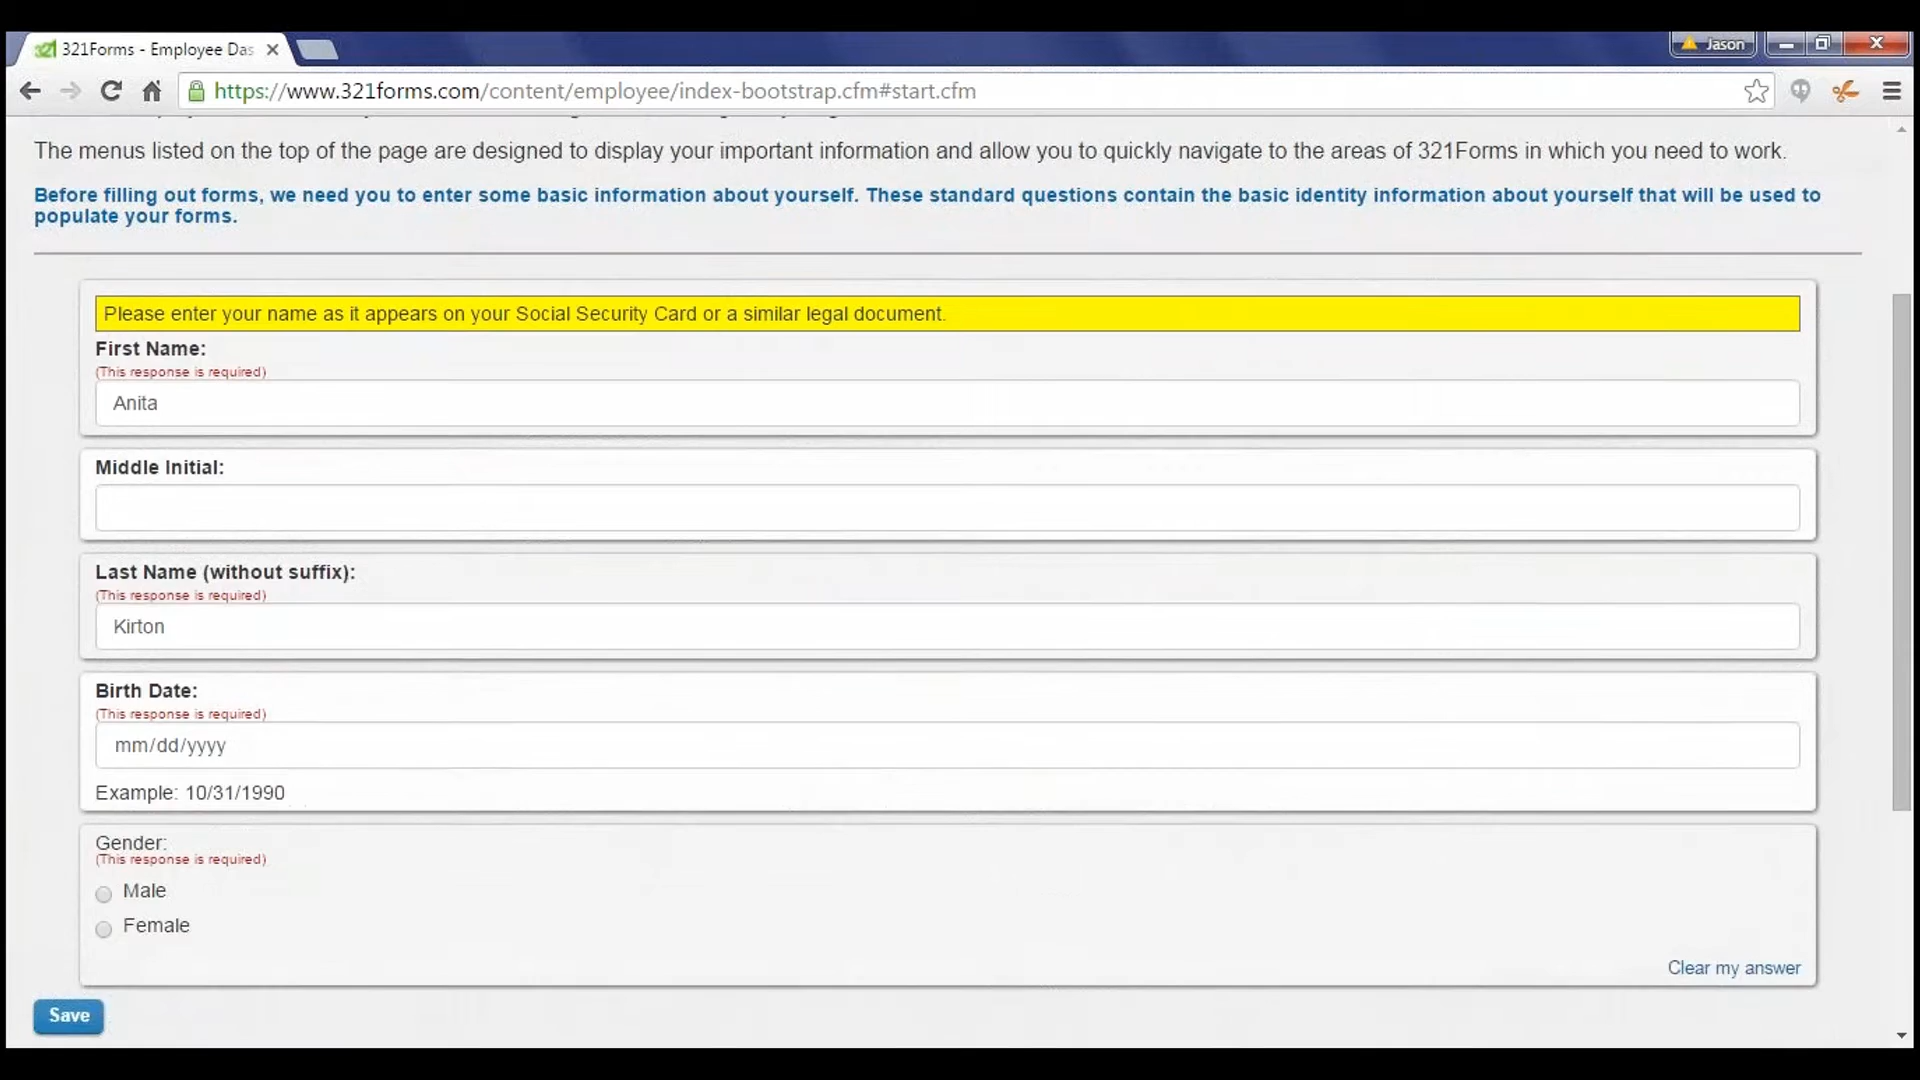 321Forms - Employee Das
Jason
https://www.321forms.com/content/employee/index-bootstrap.cfm#start.cfm
The menus listed on the top of the page are designed to display your important information and allow you to quickly navigate to the areas of 321Forms in which you need to work.
Before filling out forms, we need you to enter some basic information about yourself. These standard questions contain the basic identity information about yourself that will be used to
populate your forms.
Please enter your name as it appears on your Social Security Card or a similar legal document.
First Name:
(This response is required)
Anita
Middle Initial:
Last Name (without suffix):
(This response is required)
Kirton
Birth Date:
(This response is required)
mm/dd/yyyy
Example: 10/31/1990
Gender:
(This response is required)
Male
Female
Clear my answer
Save